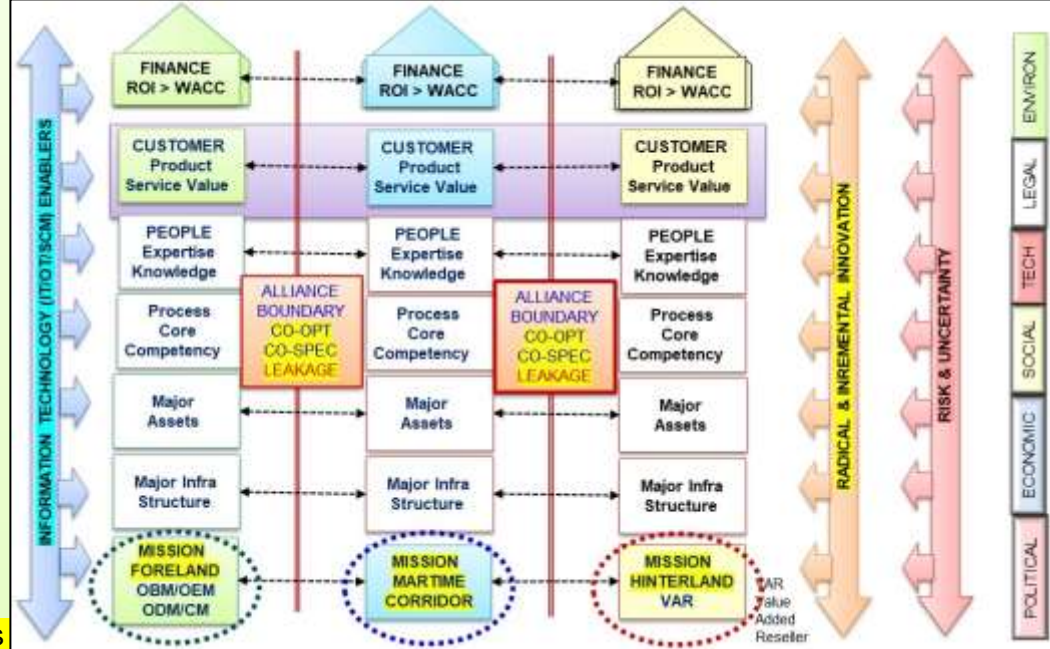 INFORMATION TECHNOLOGY (IT/OT/SCM) ENABLERS
FINANCE
ROI > WACC
FINANCE
ROI > WACC
FINANCE
ROI > WACC
CUSTOMER
Product
Service Value
CUSTOMER
Product
Service Value
CUSTOMER
Product
Service Value
PEOPLE
Expertise
Knowledge
PEOPLE
Expertise
Knowledge
PEOPLE
Expertise
Knowledge
ALLIANCE
BOUNDARY
CO-OPT
CO-SPEC
LEAKAGE
ALLIANCE
BOUNDARY
CO-OPT
CO-SPEC
LEAKAGE
Process
Core
Competency
Process
Core
Competency
Process
Core
Competency
Major
Assets
Major
Assets
Major
Assets
Major Infra
Structure
Major Infra
Structure
Major Infra
Structure
MISSION
FORELAND
OBM/OEM
ODM/CM
MISSION
MARTIME
CORRIDOR
MISSION
HINTERLAND
VAR
VAR
Value
Added
Reseller
RADICAL & INREMENTAL INNOVATION
RISK & UNCERTAINTY
ENVIRON
LEGAL
TECH
SOCIAL
ECONOMIC
POLITICAL
s